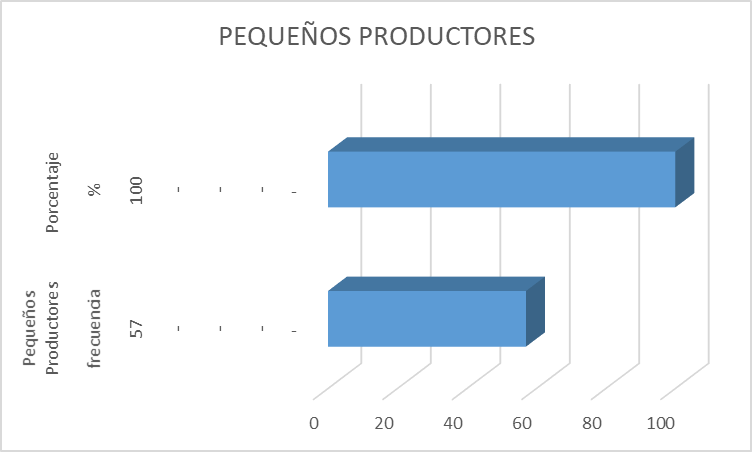 PEQUEÑOS PRODUCTORES
Porcentaje
%
100
- - - -
Pequeños
Productores
frecuencia
57
- - - -
0 20 40 60 80 100